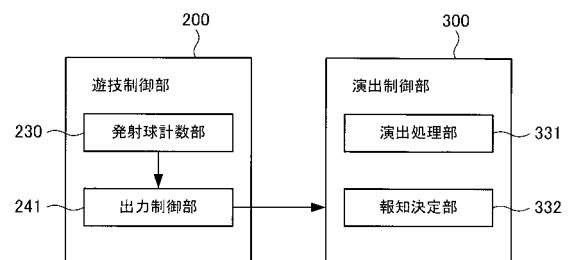 200
300
遊技制御部
演出制御部
230
発射球計数部
演出処理部
331
241
出力制御部
報知決定部
332